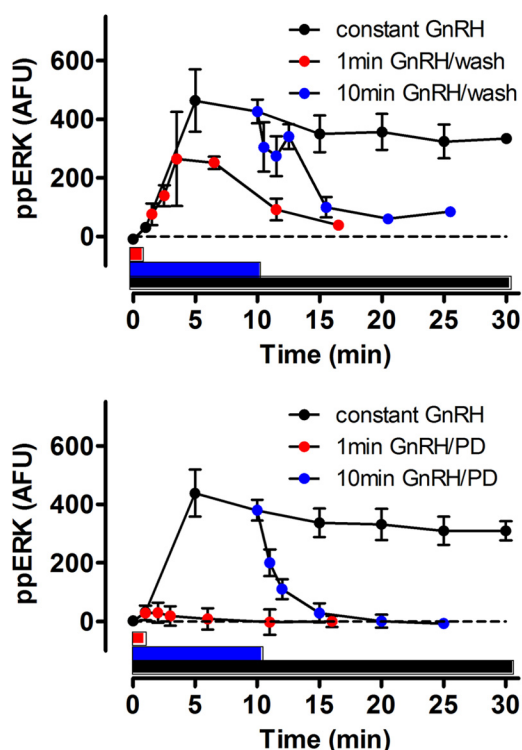 constant GnRH
1min GnRH/wash
10min GnRH/wash
ppERK (AFU)
600
400
200
0
0 5 10 15 20 25 30
Time (min)
constant GnRH
1min GnRH/PD
10min GnRH/PD
ppERK (AFU)
600
400
200
0
0 5 10 15 20 25 30
Time (min)